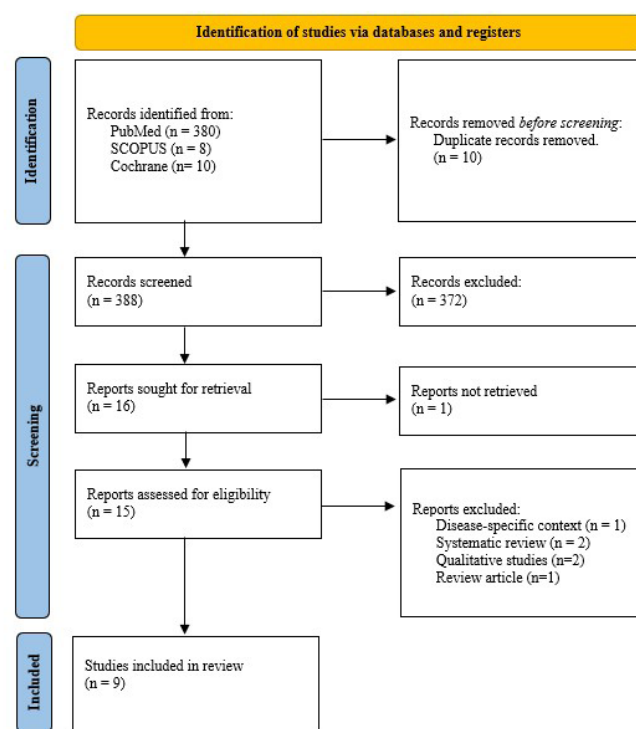 Identification of studies via databases and registers
Identification
Records identified from:
PubMed (n = 380)
SCOPUS (n = 8)
Cochrane (n= 10)
Records removed before screening:
Duplicate records removed.
(n = 10)
Screening
Records screened
(n = 388)
Records excluded:
(n = 372)
Reports sought for retrieval
(n = 16)
Reports not retrieved
(n = 1)
Reports assessed for eligibility
(n = 15)
Reports excluded:
Disease-specific context (n = 1)
Systematic review (n = 2)
Qualitative studies (n=2)
Review article (n=1)
Included
Studies included in review
(n = 9)